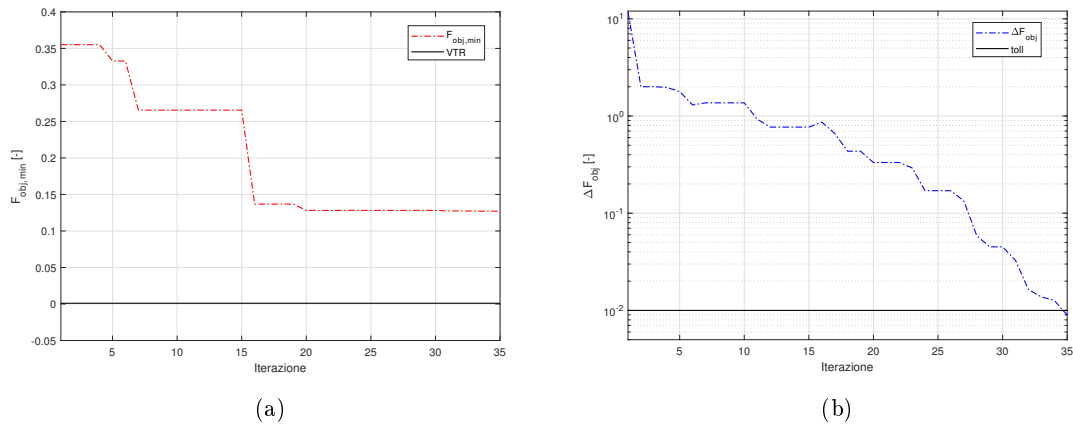 0.4
0.35
0.3
0.25
0.2
0.15
0.1
0.05
0
-0.05
F_obj,min [-]
5 10 15 20 25 30 35
Iterazione
F_obj,min
VTR
(a)
10^1
10^0
10^-1
10^-2
ΔF_obj [-]
5 10 15 20 25 30 35
Iterazione
ΔF_obj
toll
(b)